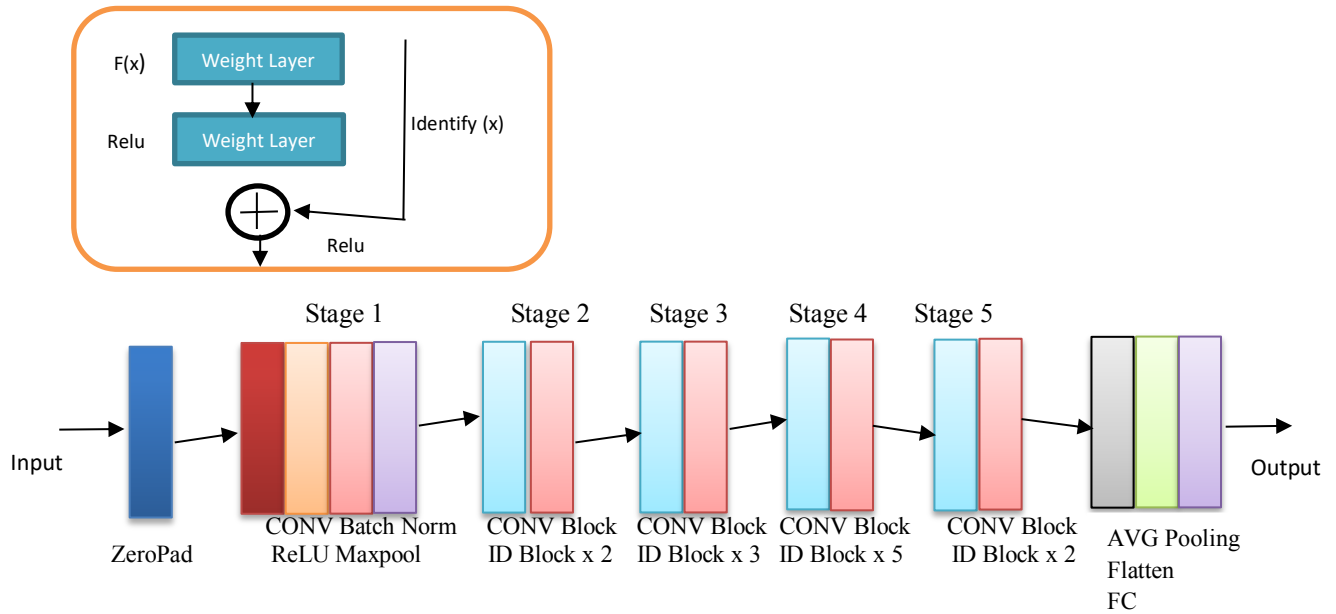 F(x)
Weight Layer
Relu
Weight Layer
Identify (x)
Relu
Stage 1
Stage 2
Stage 3
Stage 4
Stage 5
Input
Output
ZeroPad
CONV Batch Norm
ReLU Maxpool
CONV Block
ID Block x 2
CONV Block
ID Block x 3
CONV Block
ID Block x 5
CONV Block
ID Block x 2
AVG Pooling
Flatten
FC